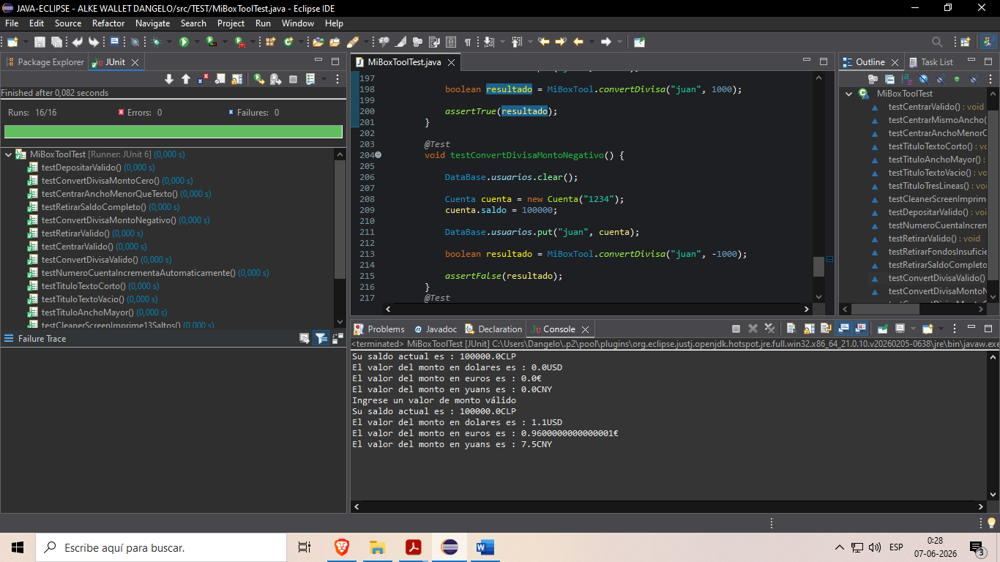 JAVA-ECLIPSE - ALKE WALLET DANGELO/src/TEST/MiBoxToolTest.java - Eclipse IDE
File Edit Source Refactor Navigate Search Project Run Window Help
Package Explorer JUnit
Finished after 0,082 seconds
Runs: 16/16 Errors: 0 Failures: 0
MiBoxToolTest [Runner: JUnit 6] (0,000 s)
testDepositarValido() (0,000 s)
testConvertDivisaMontoCero() (0,000 s)
testCentrarAnchoMenorQueTexto() (0,000 s)
testRetirarSaldoCompleto() (0,000 s)
testConvertDivisaMontoNegativo() (0,000 s)
testRetirarValido() (0,000 s)
testCentrarValido() (0,000 s)
testConvertDivisaValido() (0,000 s)
testNumeroCuentaIncrementaAutomaticamente() (0,000 s)
testTituloTextoCorto() (0,000 s)
testTituloTextoVacio() (0,000 s)
testTituloAnchoMayor() (0,000 s)
testCleanerScreenImprime13Saltos() (0,000 s)
Failure Trace
MiBoxToolTest.java
197
198 boolean resultado = MiBoxTool.convertDivisa("juan", 1000);
199
200 assertTrue(resultado);
201 }
202
203 @Test
204 void testConvertDivisaMontoNegativo() {
205
206 DataBase.usuarios.clear();
207
208 Cuenta cuenta = new Cuenta("1234");
209 cuenta.saldo = 100000;
210
211 DataBase.usuarios.put("juan", cuenta);
212
213 boolean resultado = MiBoxTool.convertDivisa("juan", -1000);
214
215 assertFalse(resultado);
216 }
217 @Test
Outline Task List
MiBoxToolTest
testCentrarValido() : void
testCentrarMismoAncho(
testCentrarAnchoMenorC
testTituloTextoCorto() : vo
testTituloAnchoMayor() :
testTituloTextoVacio() : vo
testTituloTresLineas() : vo
testCleanerScreenImprim
testDepositarValido() : voi
testNumeroCuentaIncrem
testRetirarValido() : void
testRetirarFondosInsufici
testRetirarSaldoCompleto
testConvertDivisaValido()
testConvertDivisaMontoN
Problems Javadoc Declaration Console
<terminated> MiBoxToolTest [JUnit] C:\Users\Dangelo\.p2\pool\plugins\org.eclipse.justj.openjdk.hotspot.jre.full.win32.x86_64_21.0.10.v20260205-0638\jre\bin\javaw.exe
Su saldo actual es : 100000.0CLP
El valor del monto en dolares es : 0.0USD
El valor del monto en euros es : 0.0€
El valor del monto en yuans es : 0.0CNY
Ingrese un valor de monto válido
Su saldo actual es : 100000.0CLP
El valor del monto en dolares es : 1.1USD
El valor del monto en euros es : 0.9600000000000001€
El valor del monto en yuans es : 7.5CNY
Escribe aquí para buscar.
ESP
0:28
07-06-2026
3